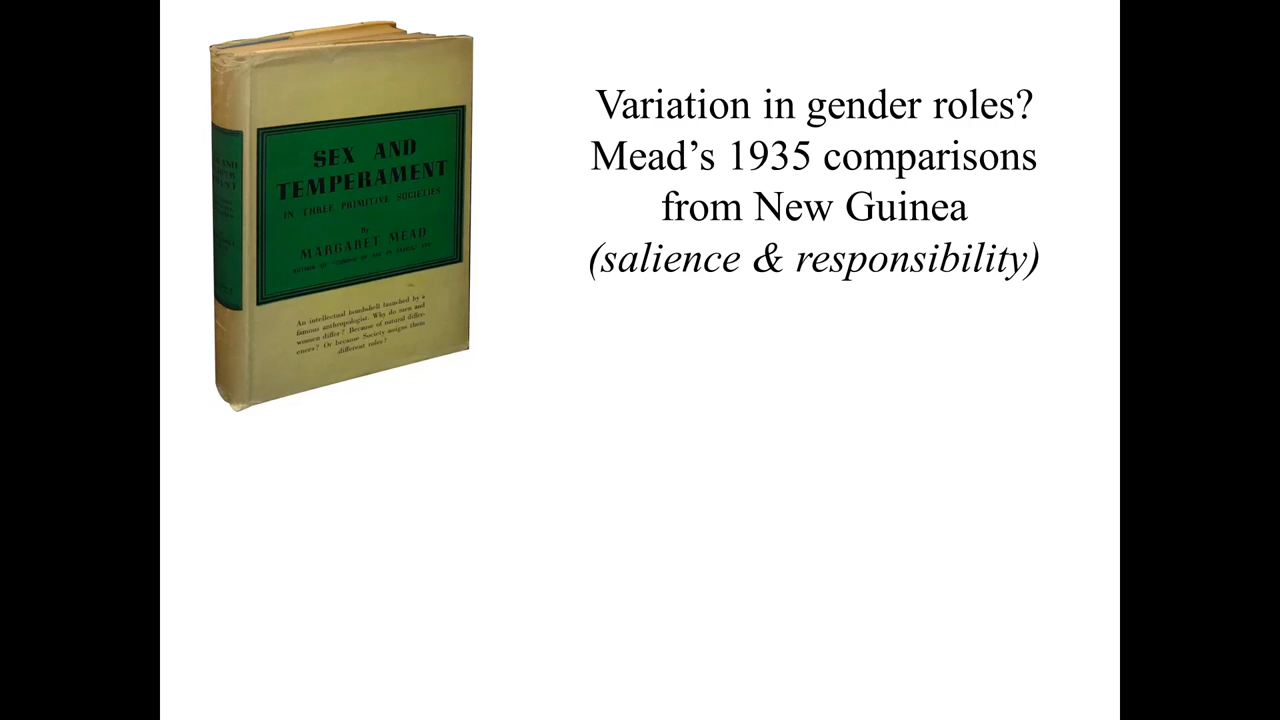 SEX AND
TEMPERAMENT
IN THREE PRIMITIVE SOCIETIES
By
MARGARET MEAD
An intellectual bombshell launched by a
famous anthropologist. Why do men and
women differ? Because of natural differ-
ences? Or because Society assigns them
different roles?
Variation in gender roles?
Mead’s 1935 comparisons
from New Guinea
(salience & responsibility)